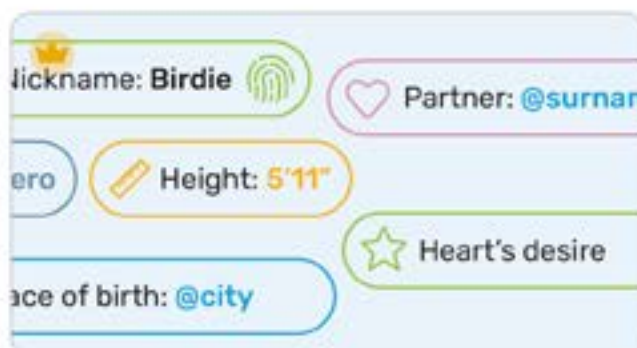 Nickname: Birdie
Partner: @surnar
ero
Height: 5'11"
Heart's desire
ace of birth: @city